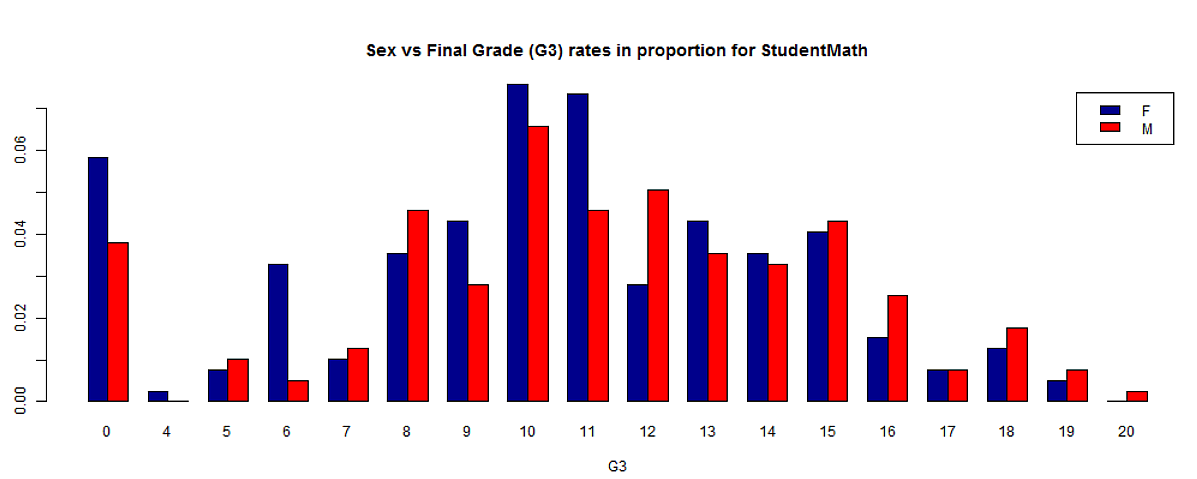 Sex vs Final Grade (G3) rates in proportion for StudentMath
F
M
0.06
0.04
0.02
0.00
0 4 5 6 7 8 9 10 11 12 13 14 15 16 17 18 19 20
G3